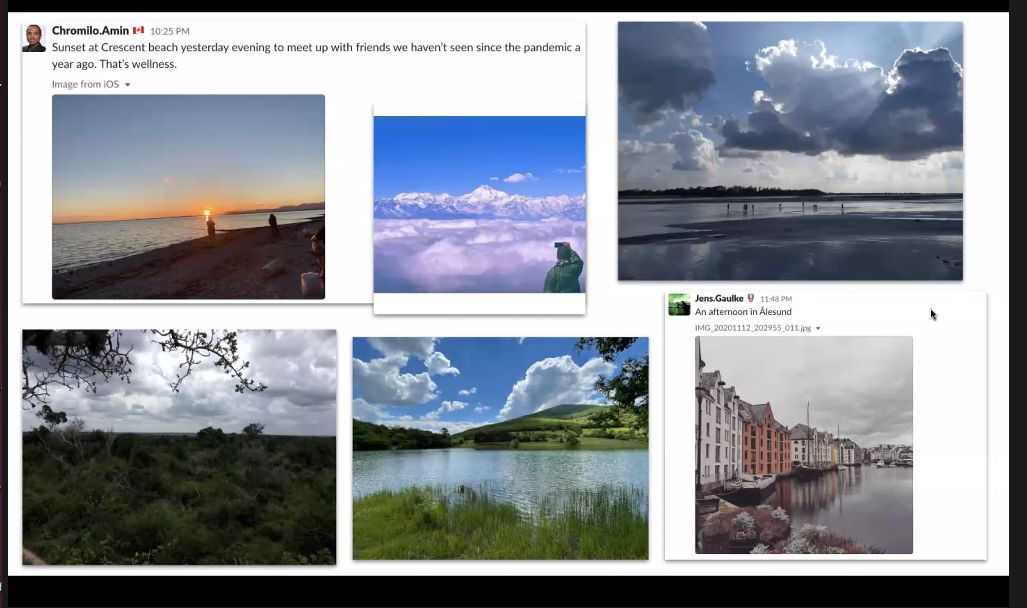 Chromilo.Amin 10:25 PM
Sunset at Crescent beach yesterday evening to meet up with friends we haven't seen since the pandemic a
year ago. That's wellness.
Image from iOS
Jens.Gaulke 11:48 PM
An afternoon in Ålesund
IMG_20201112_202955_011.jpg